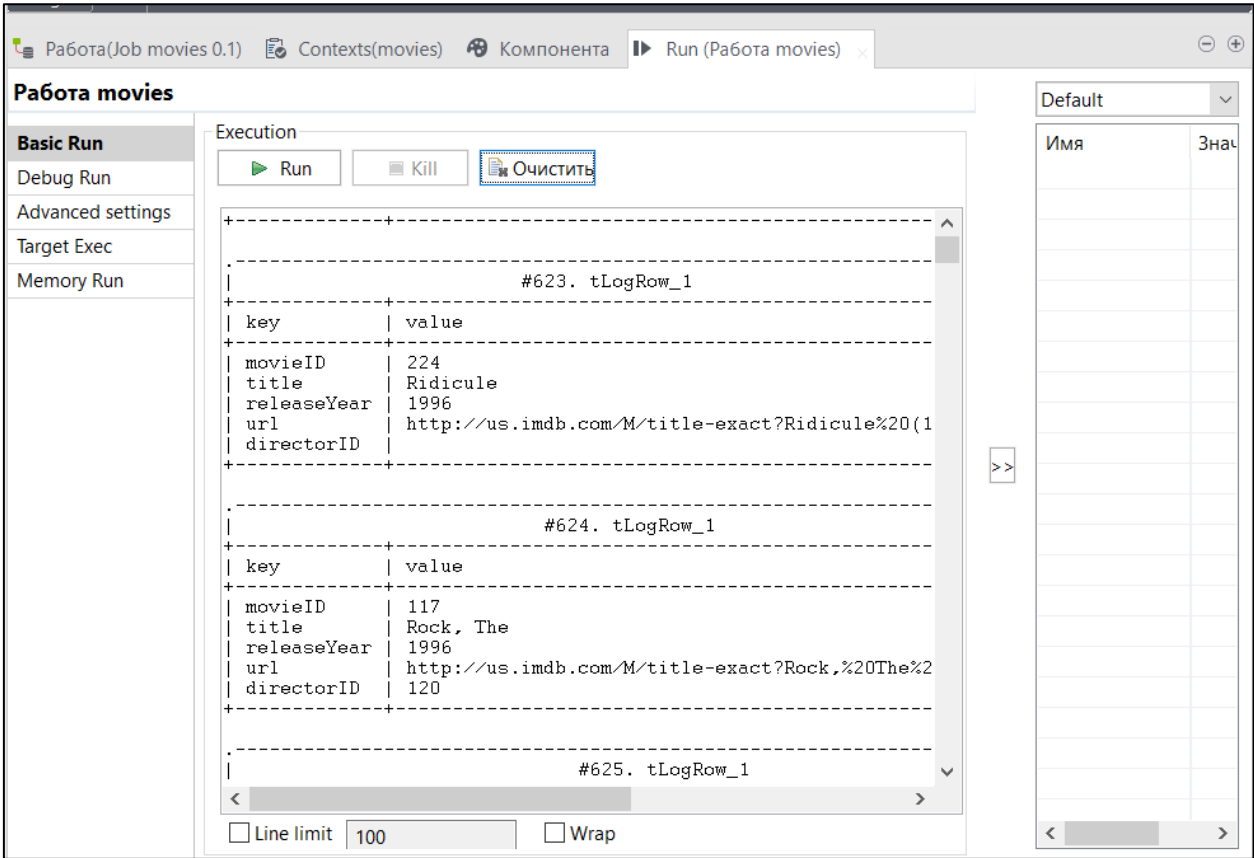 Работа(Job movies 0.1) Contexts(movies) Компонента Run (Работа movies)
Работа movies
Basic Run
Debug Run
Advanced settings
Target Exec
Memory Run
Execution
Run Kill Очистить
+-------------+----------------------------------------------
.------------------------------------------------------------
| #623. tLogRow_1
+-------------+----------------------------------------------
| key | value
+-------------+----------------------------------------------
| movieID | 224
| title | Ridicule
| releaseYear | 1996
| url | http://us.imdb.com/M/title-exact?Ridicule%20(1
| directorID |
+-------------+----------------------------------------------
.------------------------------------------------------------
| #624. tLogRow_1
+-------------+----------------------------------------------
| key | value
+-------------+----------------------------------------------
| movieID | 117
| title | Rock, The
| releaseYear | 1996
| url | http://us.imdb.com/M/title-exact?Rock,%20The%2
| directorID | 120
+-------------+----------------------------------------------
.------------------------------------------------------------
| #625. tLogRow_1
Line limit 100 Wrap
>>
Default
Имя Знач